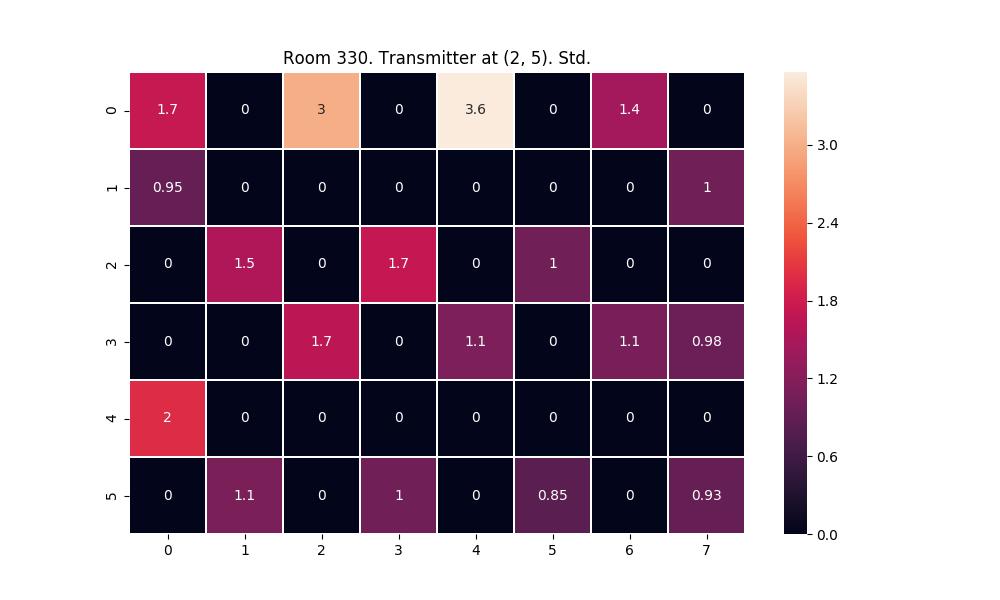 Room 330. Transmitter at (2, 5). Std.
0 1.7 0 3 0 3.6 0 1.4 0
1 0.95 0 0 0 0 0 0 1
2 0 1.5 0 1.7 0 1 0 0
3 0 0 1.7 0 1.1 0 1.1 0.98
4 2 0 0 0 0 0 0 0
5 0 1.1 0 1 0 0.85 0 0.93
0 1 2 3 4 5 6 7
3.0
2.4
1.8
1.2
0.6
0.0